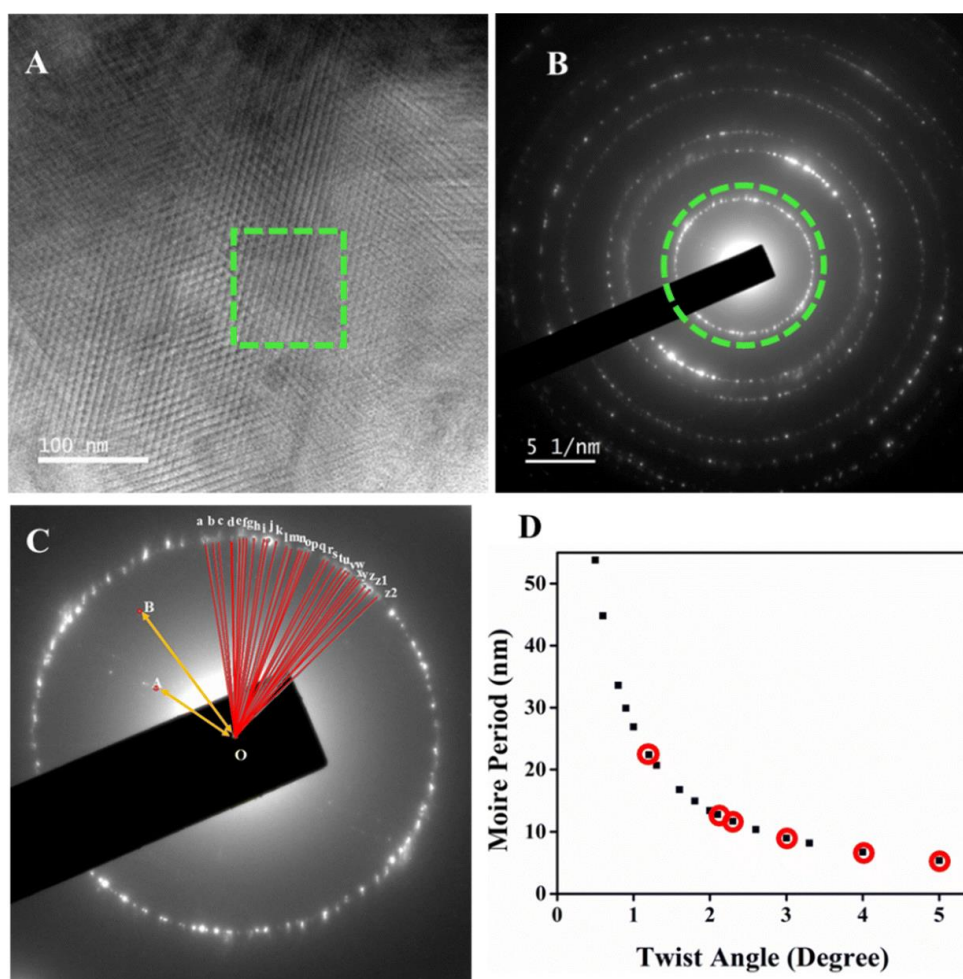 A
100 nm
B
5 1/nm
C
a b c d e f g h i j k l m n o p q r s t u v w x y z z1 z2
B
A
O
D
Moire Period (nm)
50
40
30
20
10
0
0 1 2 3 4 5
Twist Angle (Degree)